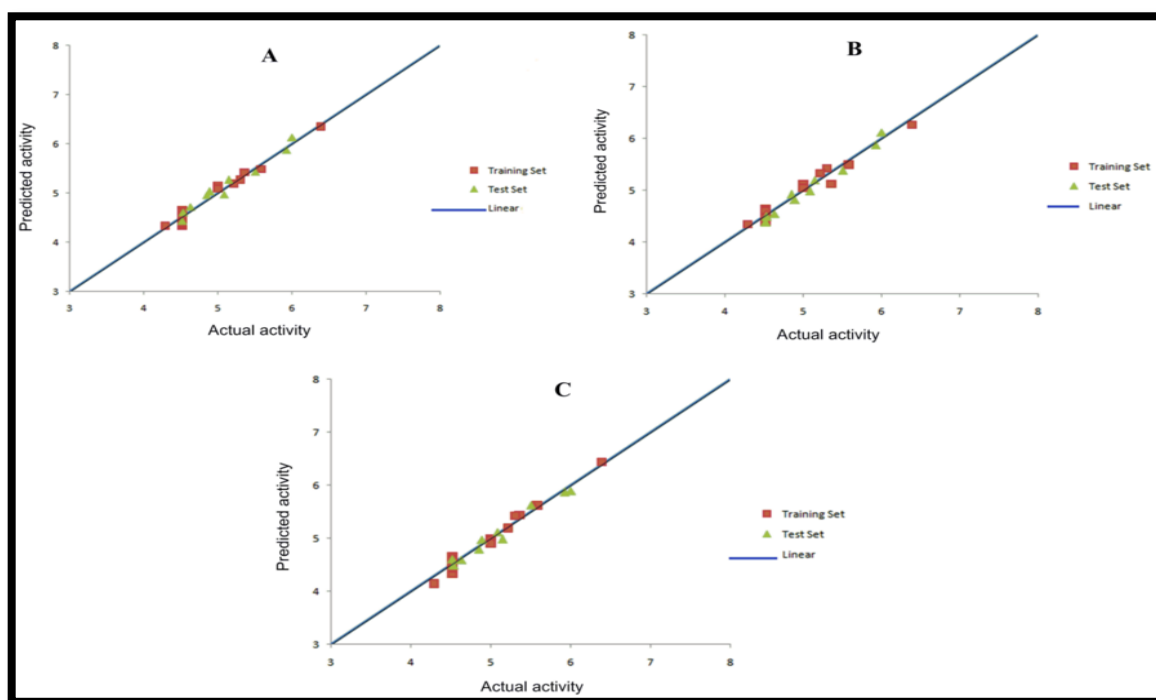 A
8
7
6
5
4
3
3 4 5 6 7 8
Predicted activity
Actual activity
Training Set
Test Set
Linear
B
8
7
6
5
4
3
3 4 5 6 7 8
Predicted activity
Actual activity
Training Set
Test Set
Linear
C
8
7
6
5
4
3
3 4 5 6 7 8
Predicted activity
Actual activity
Training Set
Test Set
Linear